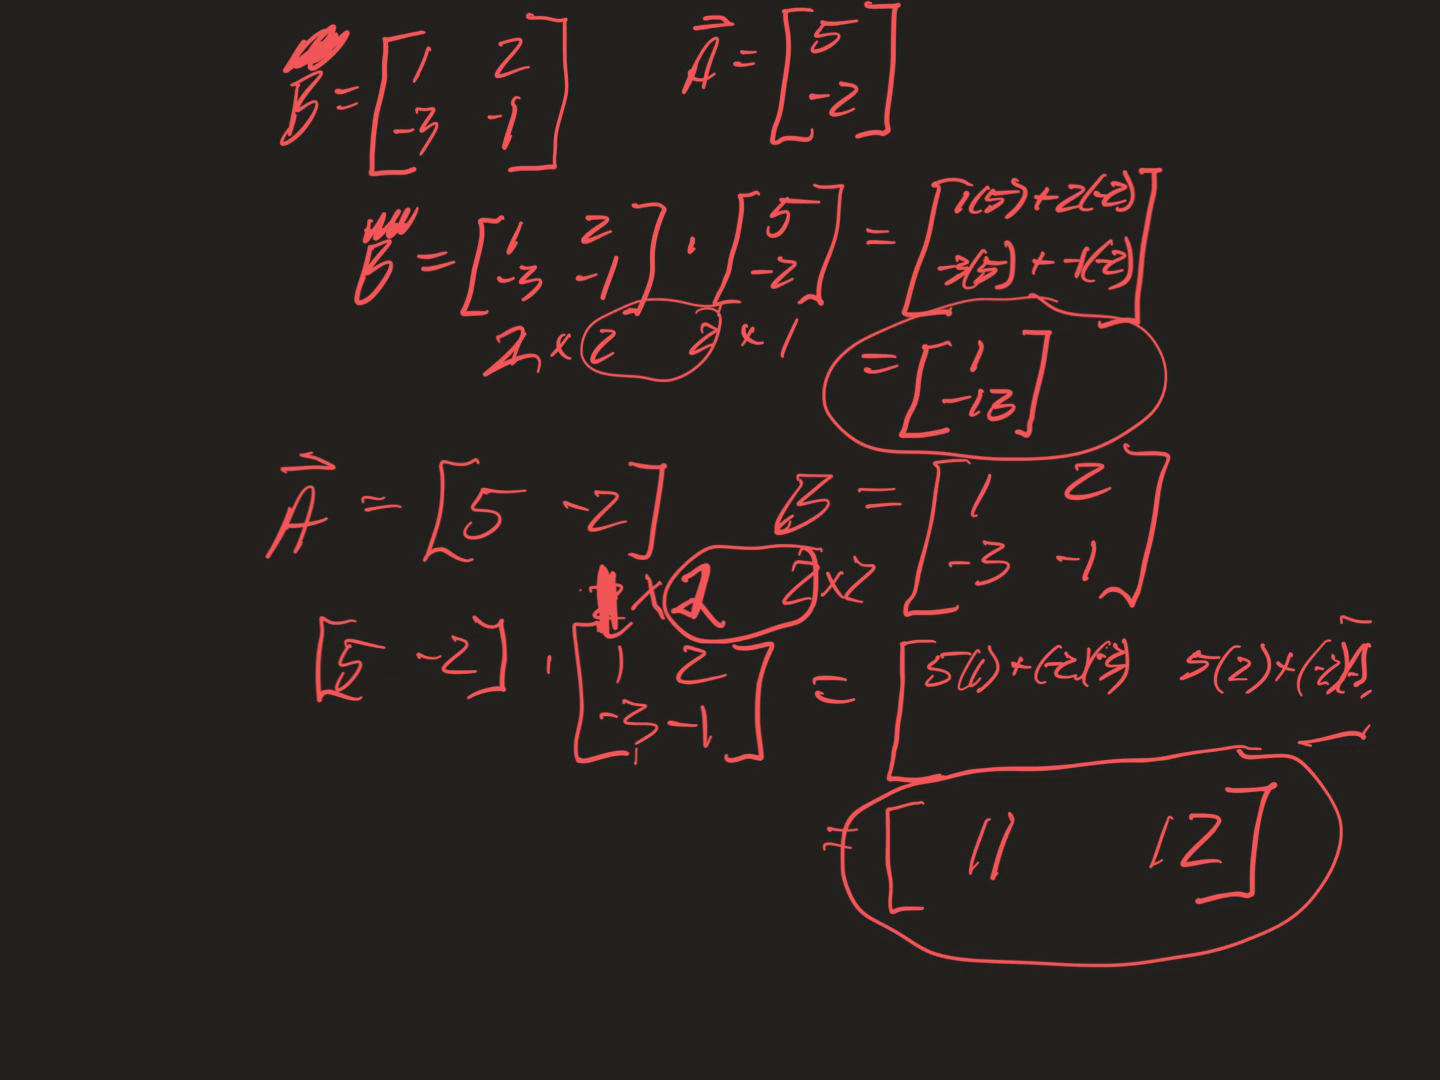 B = [1 2 -3 -1] A = [5 -2]
B = [1 2 -3 -1] · [5 -2] = [1(5)+2(-2) -3(5)+-1(-2)]
2 × 2 2 × 1
= [1 -13]
A = [5 -2] B = [1 2 -3 -1]
1 × 2 2 × 2
[5 -2] · [1 2 -3 -1] = [5(1)+(-2)(-3) 5(2)+(-2)(-1)]
= [11 12]